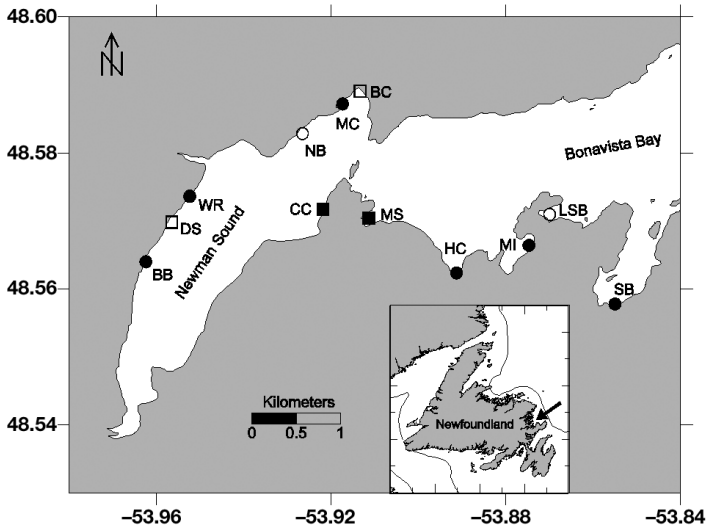 48.60
N
BC
MC
NB
Bonavista Bay
48.58
WR
CC
MS
LSB
DS
Newman Sound
HC
MI
BB
48.56
SB
Kilometers
0 0.5 1
Newfoundland
48.54
−53.96 −53.92 −53.88 −53.84